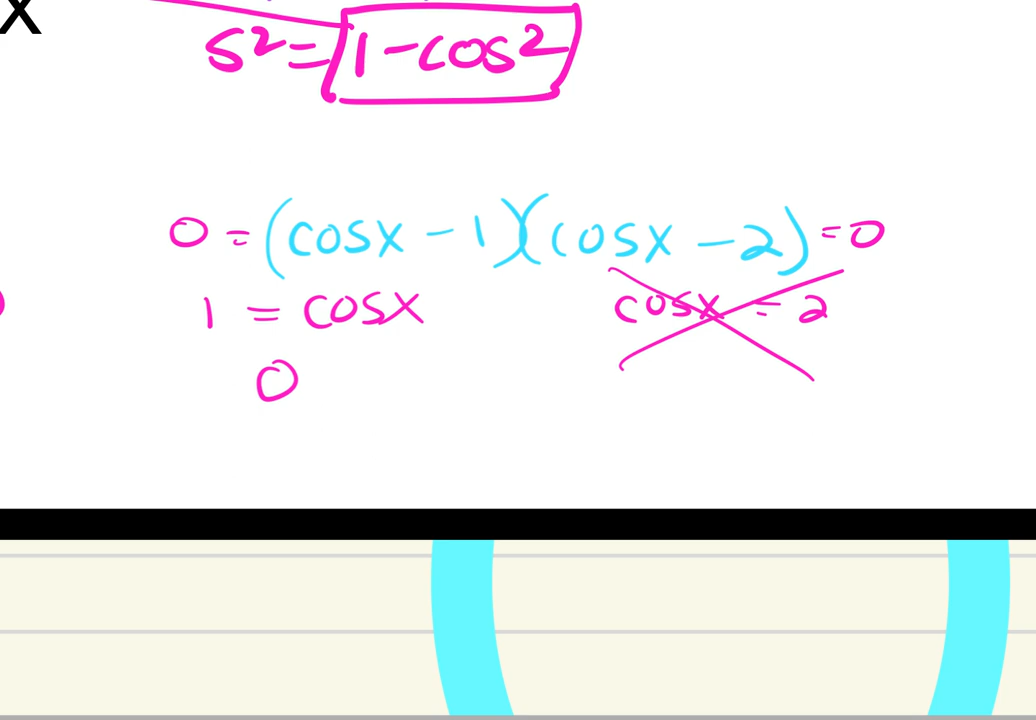 x
s²=1-cos²
0=(cosx-1)(cosx-2)=0
1=cosx cosx=2
0